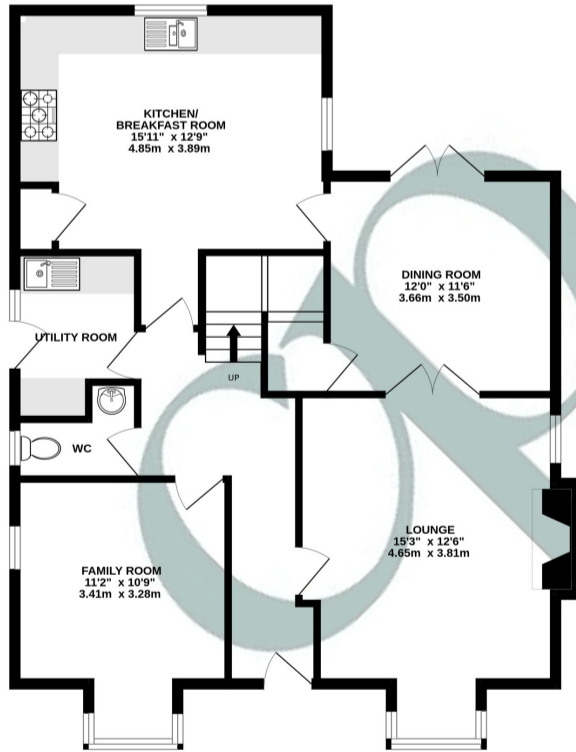 KITCHEN/
BREAKFAST ROOM
15'11" x 12'9"
4.85m x 3.89m
DINING ROOM
12'0" x 11'6"
3.66m x 3.50m
UTILITY ROOM
UP
WC
LOUNGE
15'3" x 12'6"
4.65m x 3.81m
FAMILY ROOM
11'2" x 10'9"
3.41m x 3.28m